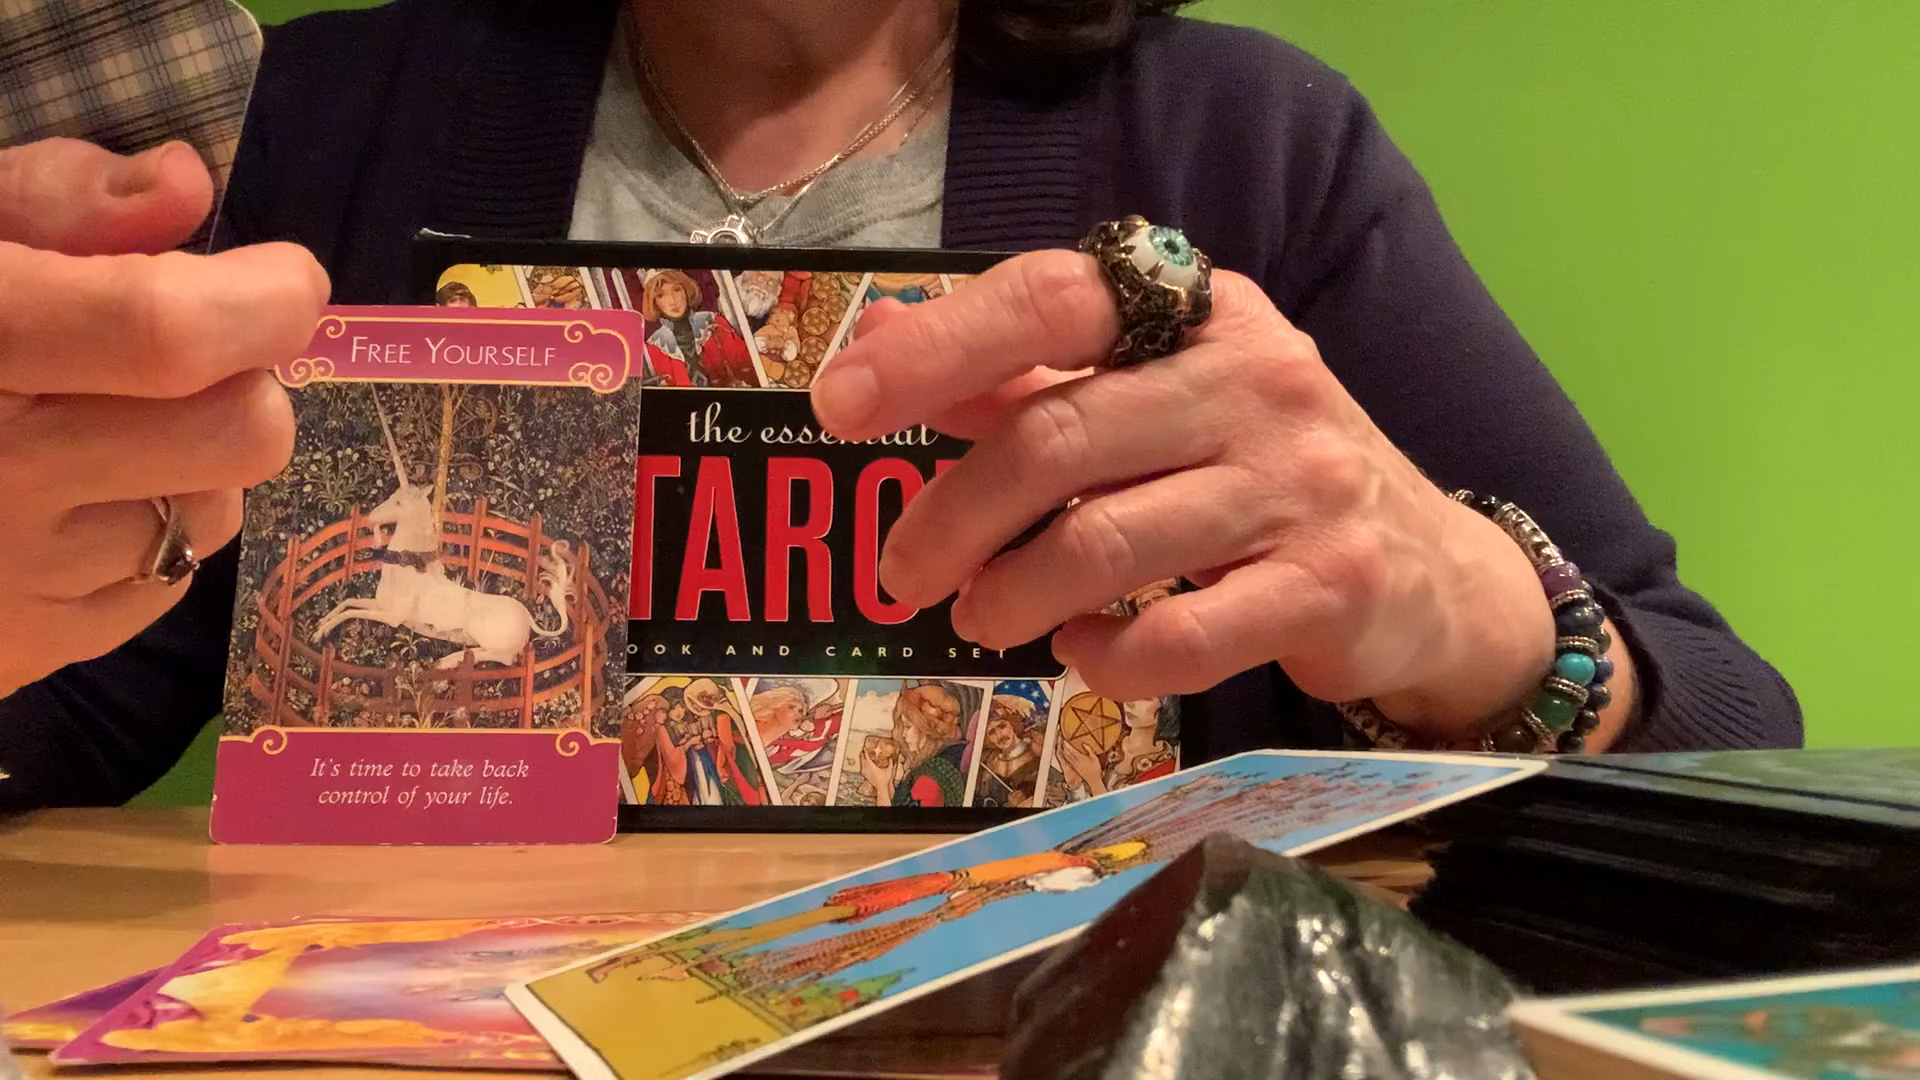 FREE YOURSELF
It's time to take back
control of your life.
the essential
TARO
OOK AND CARD SET